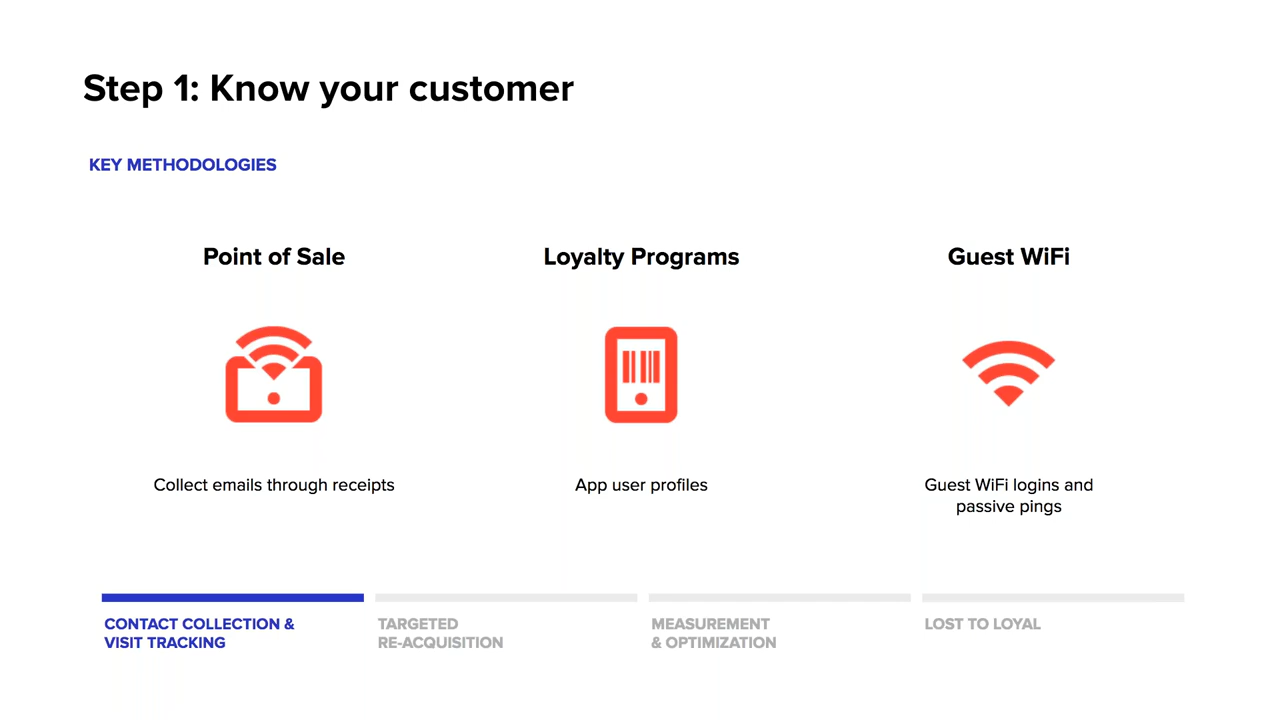 Step 1: Know your customer
KEY METHODOLOGIES
Point of Sale
Loyalty Programs
Guest WiFi
Collect emails through receipts
App user profiles
Guest WiFi logins and
passive pings
CONTACT COLLECTION &
VISIT TRACKING
TARGETED
RE-ACQUISITION
MEASUREMENT
& OPTIMIZATION
LOST TO LOYAL